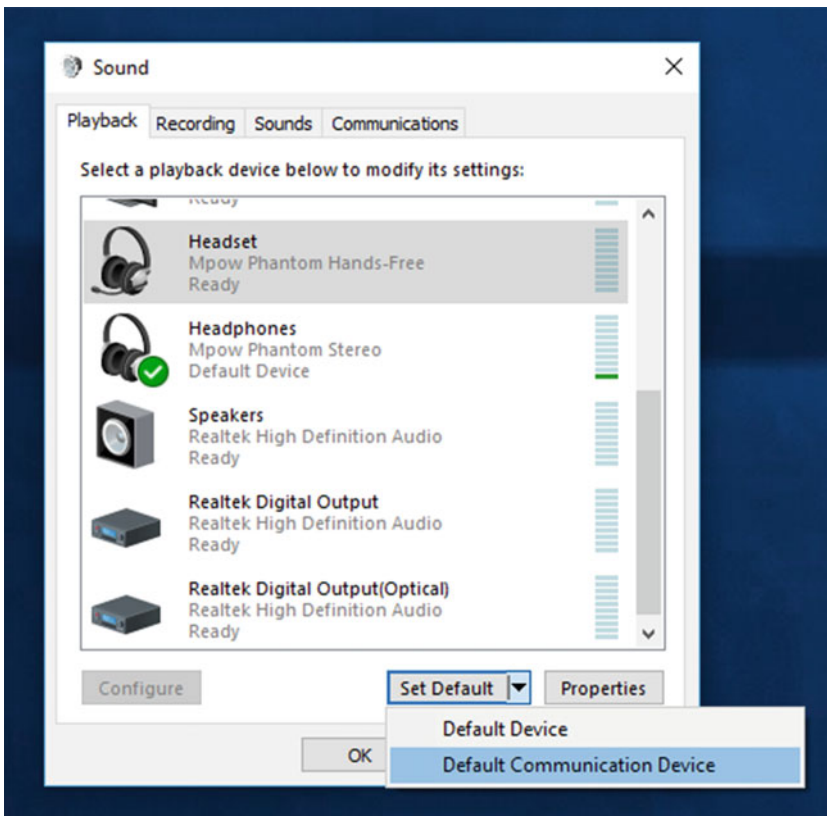 Sound
Playback Recording Sounds Communications
Select a playback device below to modify its settings:
Ready
Headset
Mpow Phantom Hands-Free
Ready
Headphones
Mpow Phantom Stereo
Default Device
Speakers
Realtek High Definition Audio
Ready
Realtek Digital Output
Realtek High Definition Audio
Ready
Realtek Digital Output(Optical)
Realtek High Definition Audio
Ready
Configure Set Default Properties
Default Device
OK Default Communication Device